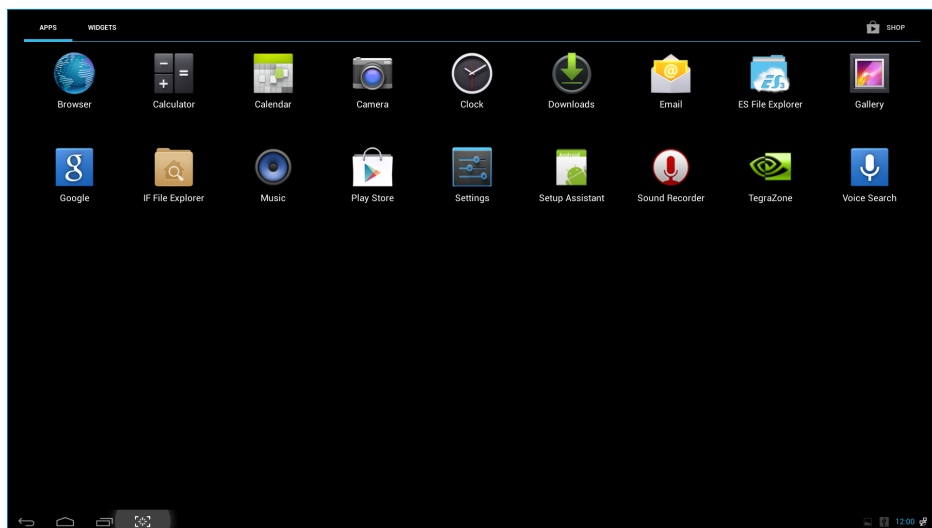 APPS WIDGETS SHOP
Browser Calculator Calendar Camera Clock Downloads Email ES File Explorer Gallery
Google IF File Explorer Music Play Store Settings Setup Assistant Sound Recorder TegraZone Voice Search
12:00